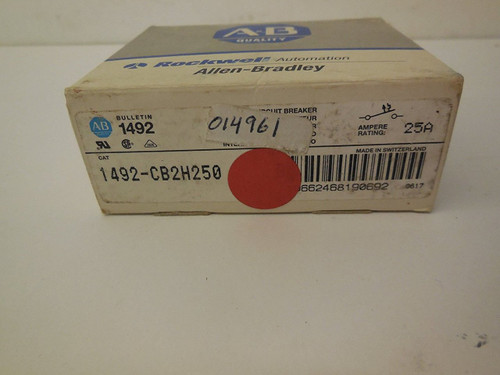 A-B
QUALITY
Rockwell Automation
Allen-Bradley
AB
BULLETIN
1492
014961
CIRCUIT BREAKER
AMPERE
RATING:
25A
MADE IN SWITZERLAND
CAT
1492-CB2H250
662468190692
9617